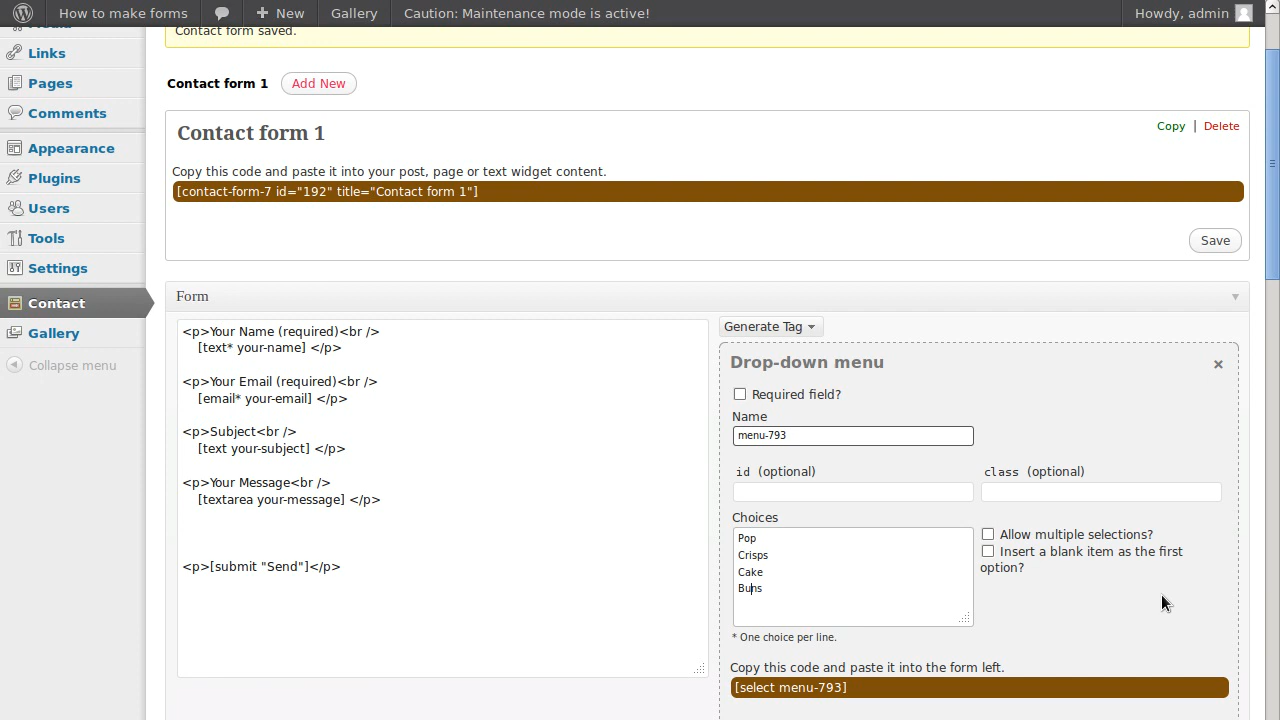 How to make forms
New
Gallery
Caution: Maintenance mode is active!
Howdy, admin
Links
Pages
Comments
Appearance
Plugins
Users
Tools
Settings
Contact
Gallery
Collapse menu
Contact form saved.
Contact form 1
Add New
Contact form 1
Copy | Delete
Copy this code and paste it into your post, page or text widget content.
[contact-form-7 id="192" title="Contact form 1"]
Save
Form
<p>Your Name (required)<br />
[text* your-name] </p>
<p>Your Email (required)<br />
[email* your-email] </p>
<p>Subject<br />
[text your-subject] </p>
<p>Your Message<br />
[textarea your-message] </p>
<p>[submit "Send"]</p>
Generate Tag
Drop-down menu
Required field?
Name
menu-793
id (optional)
class (optional)
Choices
Pop
Crisps
Cake
Buns
Allow multiple selections?
Insert a blank item as the first
option?
* One choice per line.
Copy this code and paste it into the form left.
[select menu-793]